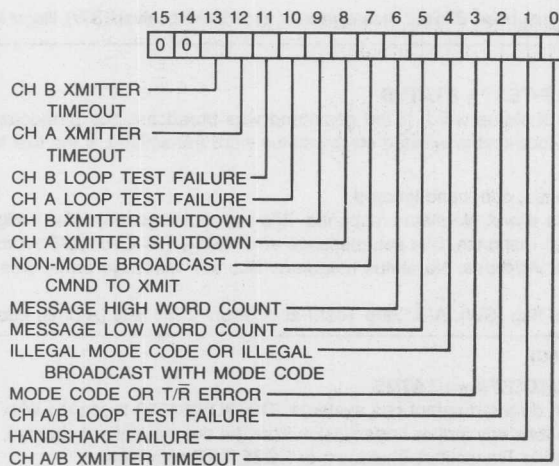 15 14 13 12 11 10 9 8 7 6 5 4 3 2 1 0
0 0
CH B XMITTER
TIMEOUT
CH A XMITTER
TIMEOUT
CH B LOOP TEST FAILURE
CH A LOOP TEST FAILURE
CH B XMITTER SHUTDOWN
CH A XMITTER SHUTDOWN
NON-MODE BROADCAST
CMND TO XMIT
MESSAGE HIGH WORD COUNT
MESSAGE LOW WORD COUNT
ILLEGAL MODE CODE OR ILLEGAL
BROADCAST WITH MODE CODE
MODE CODE OR T/R ERROR
CH A/B LOOP TEST FAILURE
HANDSHAKE FAILURE
CH A/B XMITTER TIMEOUT